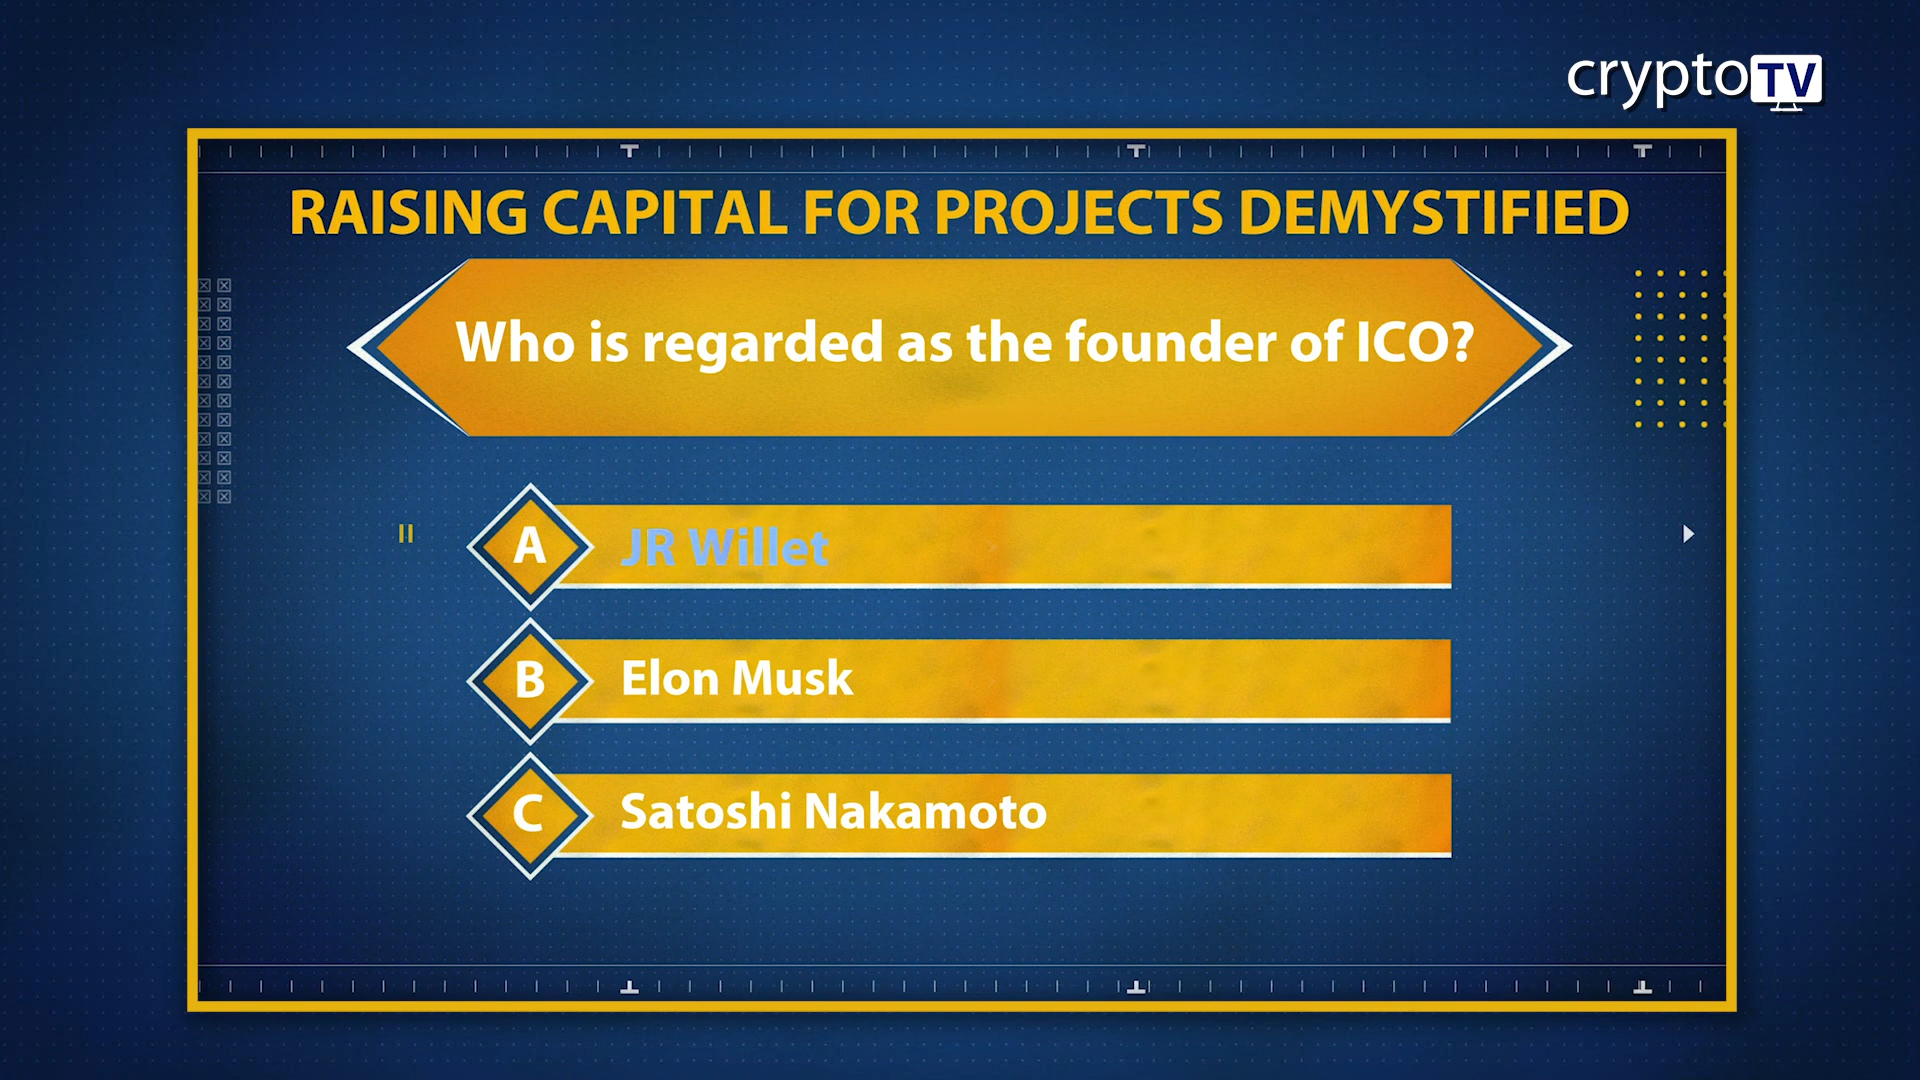 cryptoTV
RAISING CAPITAL FOR PROJECTS DEMYSTIFIED
Who is regarded as the founder of ICO?
A JR Willet
B Elon Musk
C Satoshi Nakamoto